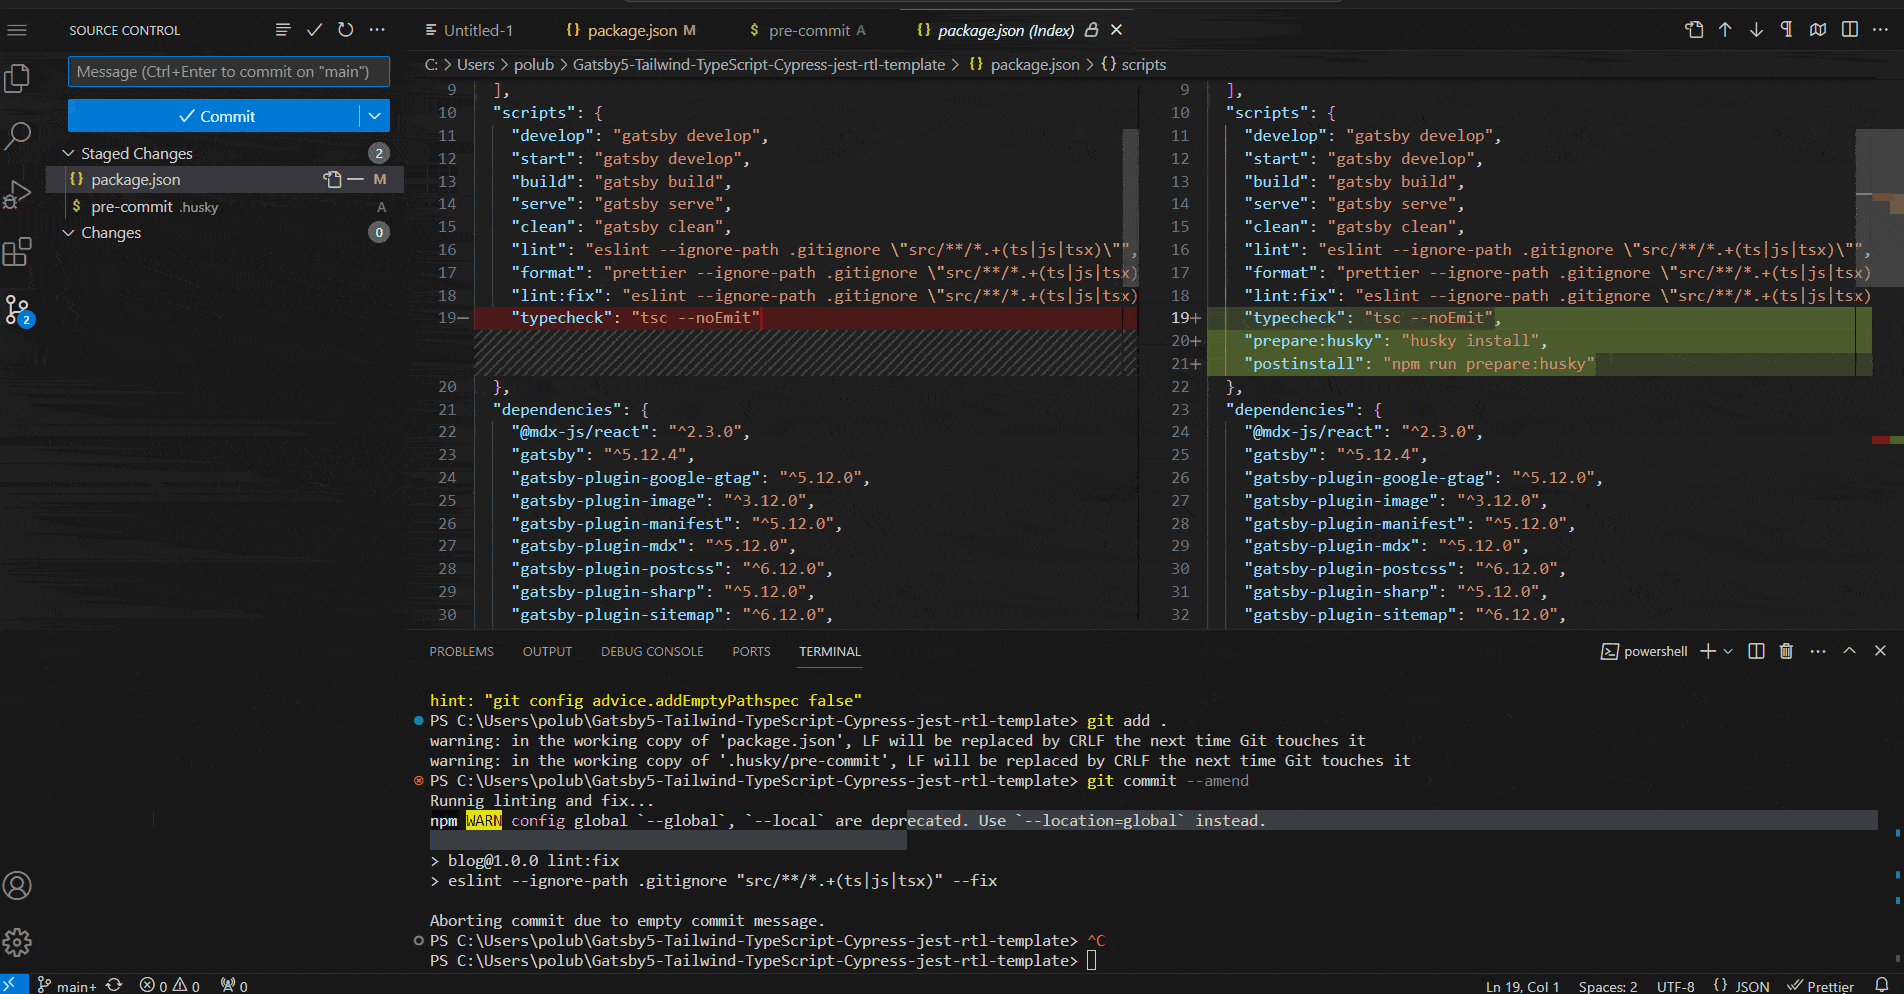 SOURCE CONTROL
Message (Ctrl+Enter to commit on "main")
Commit
Staged Changes 2
{} package.json M
$ pre-commit .husky A
Changes 0
2
Untitled-1
{} package.json M
$ pre-commit A
{} package.json (Index)
C: > Users > polub > Gatsby5-Tailwind-TypeScript-Cypress-jest-rtl-template > {} package.json > {} scripts
9 ],
10 "scripts": {
11 "develop": "gatsby develop",
12 "start": "gatsby develop",
13 "build": "gatsby build",
14 "serve": "gatsby serve",
15 "clean": "gatsby clean",
16 "lint": "eslint --ignore-path .gitignore \"src/**/*.+(ts|js|tsx)\"",
17 "format": "prettier --ignore-path .gitignore \"src/**/*.+(ts|js|tsx)
18 "lint:fix": "eslint --ignore-path .gitignore \"src/**/*.+(ts|js|tsx)
19— "typecheck": "tsc --noEmit"
20 },
21 "dependencies": {
22 "@mdx-js/react": "^2.3.0",
23 "gatsby": "^5.12.4",
24 "gatsby-plugin-google-gtag": "^5.12.0",
25 "gatsby-plugin-image": "^3.12.0",
26 "gatsby-plugin-manifest": "^5.12.0",
27 "gatsby-plugin-mdx": "^5.12.0",
28 "gatsby-plugin-postcss": "^6.12.0",
29 "gatsby-plugin-sharp": "^5.12.0",
30 "gatsby-plugin-sitemap": "^6.12.0",
9 ],
10 "scripts": {
11 "develop": "gatsby develop",
12 "start": "gatsby develop",
13 "build": "gatsby build",
14 "serve": "gatsby serve",
15 "clean": "gatsby clean",
16 "lint": "eslint --ignore-path .gitignore \"src/**/*.+(ts|js|tsx)\"",
17 "format": "prettier --ignore-path .gitignore \"src/**/*.+(ts|js|tsx)
18 "lint:fix": "eslint --ignore-path .gitignore \"src/**/*.+(ts|js|tsx)
19+ "typecheck": "tsc --noEmit",
20+ "prepare:husky": "husky install",
21+ "postinstall": "npm run prepare:husky"
22 },
23 "dependencies": {
24 "@mdx-js/react": "^2.3.0",
25 "gatsby": "^5.12.4",
26 "gatsby-plugin-google-gtag": "^5.12.0",
27 "gatsby-plugin-image": "^3.12.0",
28 "gatsby-plugin-manifest": "^5.12.0",
29 "gatsby-plugin-mdx": "^5.12.0",
30 "gatsby-plugin-postcss": "^6.12.0",
31 "gatsby-plugin-sharp": "^5.12.0",
32 "gatsby-plugin-sitemap": "^6.12.0",
PROBLEMS OUTPUT DEBUG CONSOLE PORTS TERMINAL
powershell
hint: "git config advice.addEmptyPathspec false"
PS C:\Users\polub\Gatsby5-Tailwind-TypeScript-Cypress-jest-rtl-template> git add .
warning: in the working copy of 'package.json', LF will be replaced by CRLF the next time Git touches it
warning: in the working copy of '.husky/pre-commit', LF will be replaced by CRLF the next time Git touches it
PS C:\Users\polub\Gatsby5-Tailwind-TypeScript-Cypress-jest-rtl-template> git commit --amend
Runnig linting and fix...
npm WARN config global `--global`, `--local` are deprecated. Use `--location=global` instead.
> blog@1.0.0 lint:fix
> eslint --ignore-path .gitignore "src/**/*.+(ts|js|tsx)" --fix
Aborting commit due to empty commit message.
PS C:\Users\polub\Gatsby5-Tailwind-TypeScript-Cypress-jest-rtl-template> ^C
PS C:\Users\polub\Gatsby5-Tailwind-TypeScript-Cypress-jest-rtl-template>
main+ 0 0 0
Ln 19, Col 1 Spaces: 2 UTF-8 {} JSON Prettier